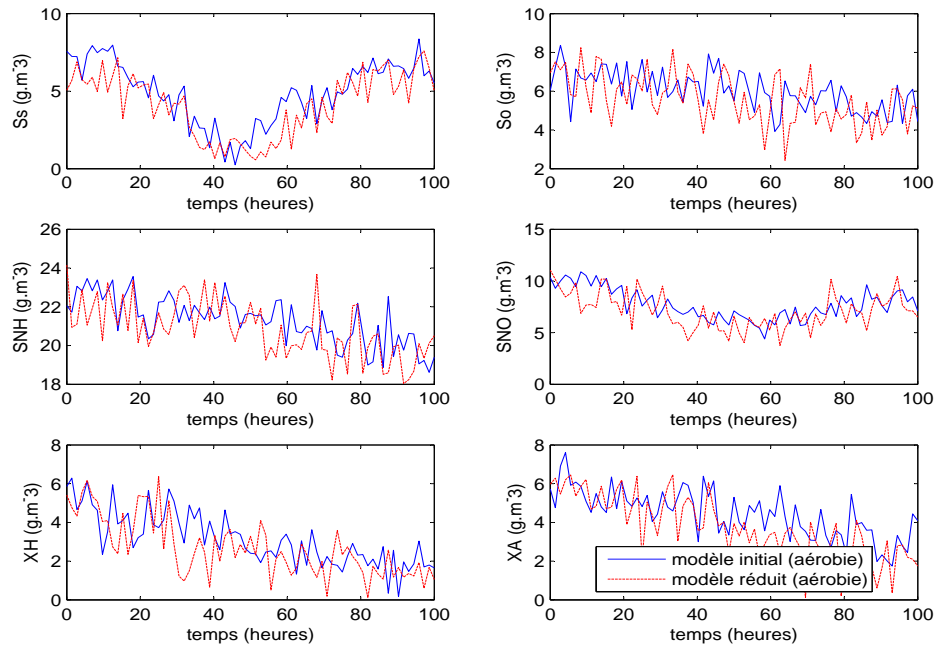 10
5
0
Ss (g.m-3)
0 20 40 60 80 100
temps (heures)
10
8
6
4
2
So (g.m-3)
0 20 40 60 80 100
temps (heures)
26
24
22
20
18
SNH (g.m-3)
0 20 40 60 80 100
temps (heures)
15
10
5
0
SNO (g.m-3)
0 20 40 60 80 100
temps (heures)
8
6
4
2
0
XH (g.m-3)
0 20 40 60 80 100
temps (heures)
8
6
4
2
0
XA (g.m-3)
modèle initial (aérobie)
modèle réduit (aérobie)
0 20 40 60 80 100
temps (heures)